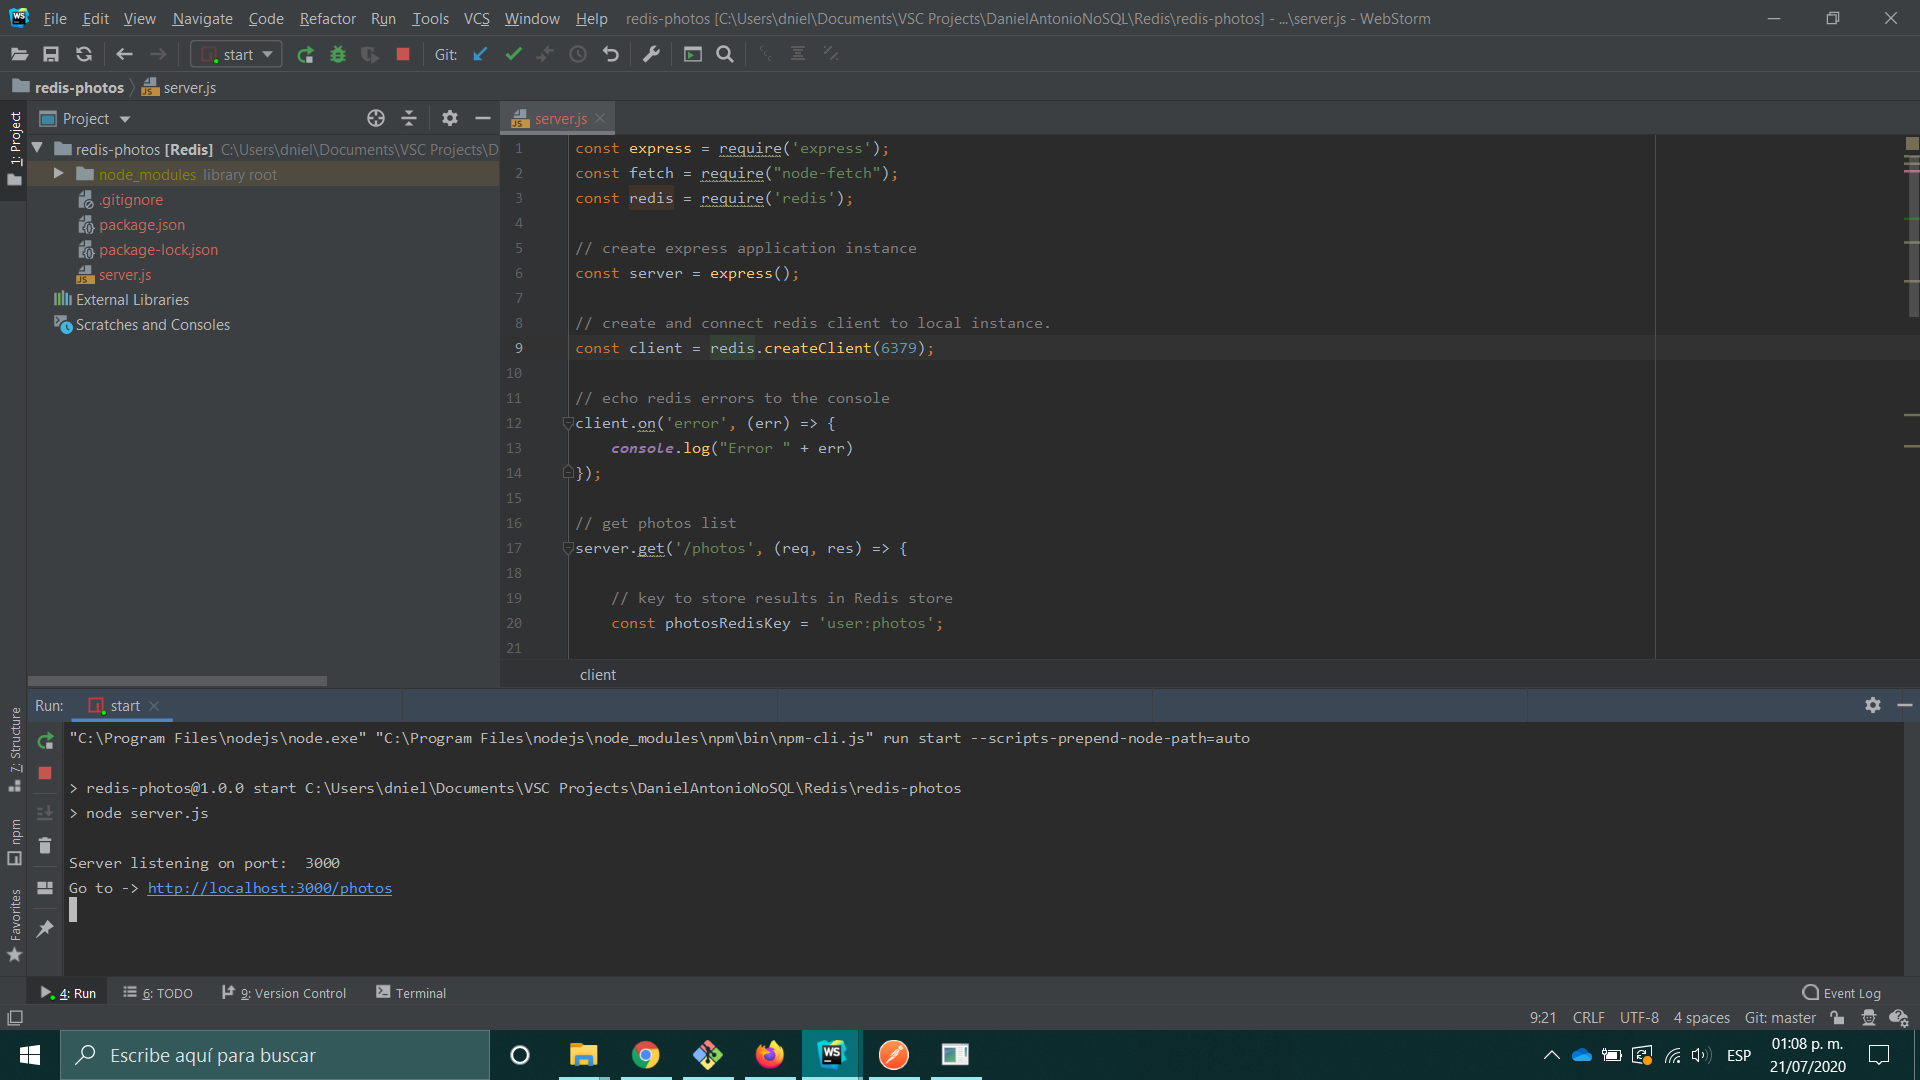 File Edit View Navigate Code Refactor Run Tools VCS Window Help redis-photos [C:\Users\dniel\Documents\VSC Projects\DanielAntonioNoSQL\Redis\redis-photos] - ...\server.js - WebStorm
start Git:
redis-photos server.js
Project
server.js
1: Project
redis-photos [Redis] C:\Users\dniel\Documents\VSC Projects\D
node_modules library root
.gitignore
package.json
package-lock.json
server.js
External Libraries
Scratches and Consoles
1 const express = require('express');
2 const fetch = require("node-fetch");
3 const redis = require('redis');
4
5 // create express application instance
6 const server = express();
7
8 // create and connect redis client to local instance.
9 const client = redis.createClient(6379);
10
11 // echo redis errors to the console
12 client.on('error', (err) => {
13 console.log("Error " + err)
14 });
15
16 // get photos list
17 server.get('/photos', (req, res) => {
18
19 // key to store results in Redis store
20 const photosRedisKey = 'user:photos';
21
client
Run: start
"C:\Program Files\nodejs\node.exe" "C:\Program Files\nodejs\node_modules\npm\bin\npm-cli.js" run start --scripts-prepend-node-path=auto
> redis-photos@1.0.0 start C:\Users\dniel\Documents\VSC Projects\DanielAntonioNoSQL\Redis\redis-photos
> node server.js
Server listening on port: 3000
Go to -> http://localhost:3000/photos
7: Structure
npm
Favorites
4: Run 6: TODO 9: Version Control Terminal Event Log
9:21 CRLF UTF-8 4 spaces Git: master
Escribe aquí para buscar
ESP
01:08 p. m.
21/07/2020